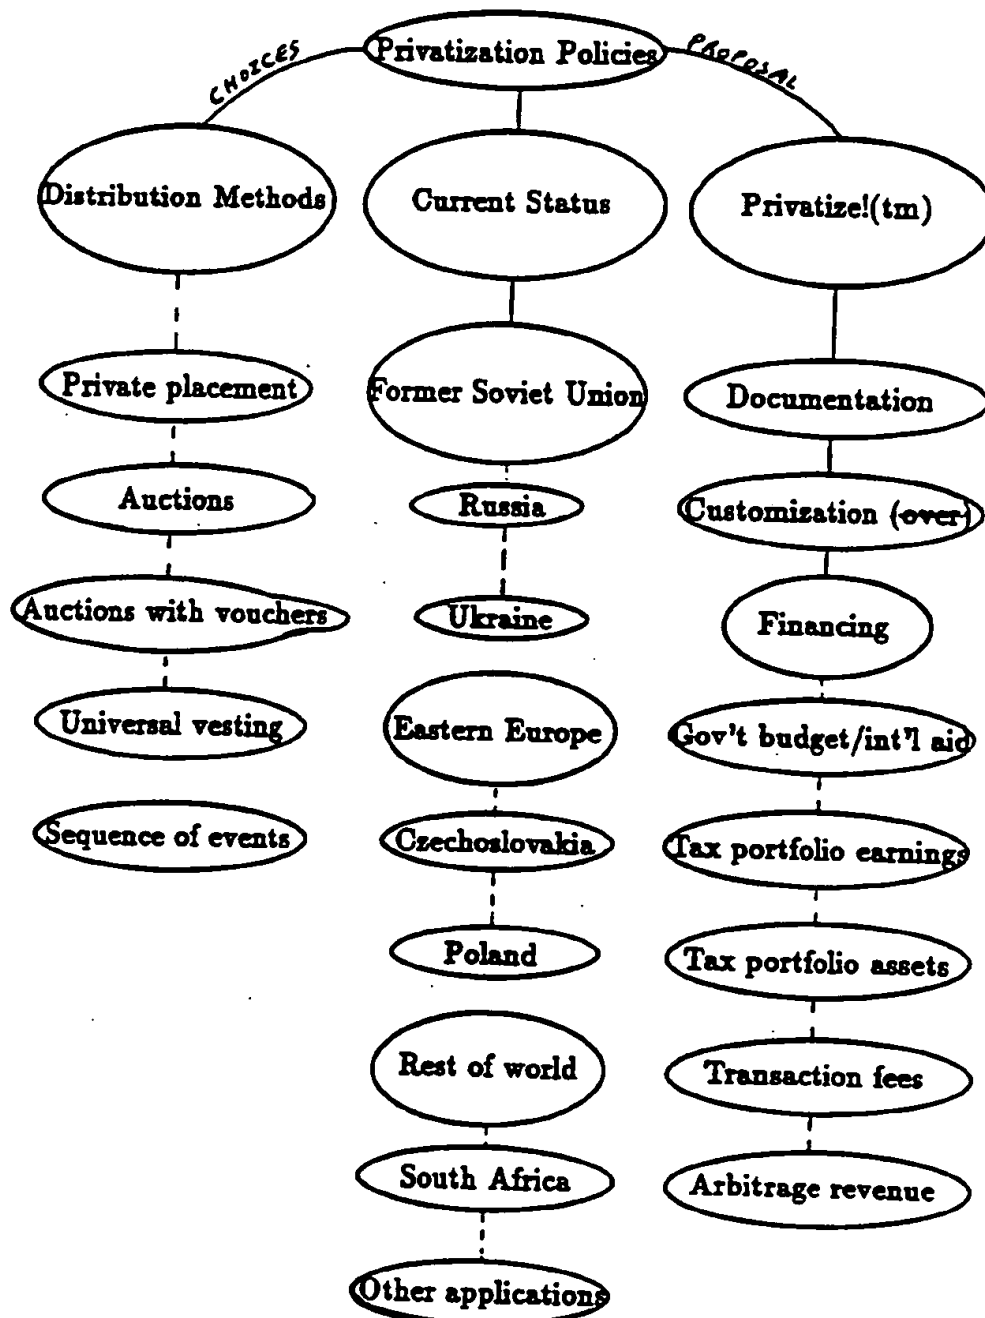 Privatization Policies
CHOICES
PROPOSAL
Distribution Methods
Private placement
Auctions
Auctions with vouchers
Universal vesting
Sequence of events
Current Status
Former Soviet Union
Russia
Ukraine
Eastern Europe
Czechoslovakia
Poland
Rest of world
South Africa
Other applications
Privatize!(tm)
Documentation
Customization (over)
Financing
Gov't budget/int'l aid
Tax portfolio earnings
Tax portfolio assets
Transaction fees
Arbitrage revenue